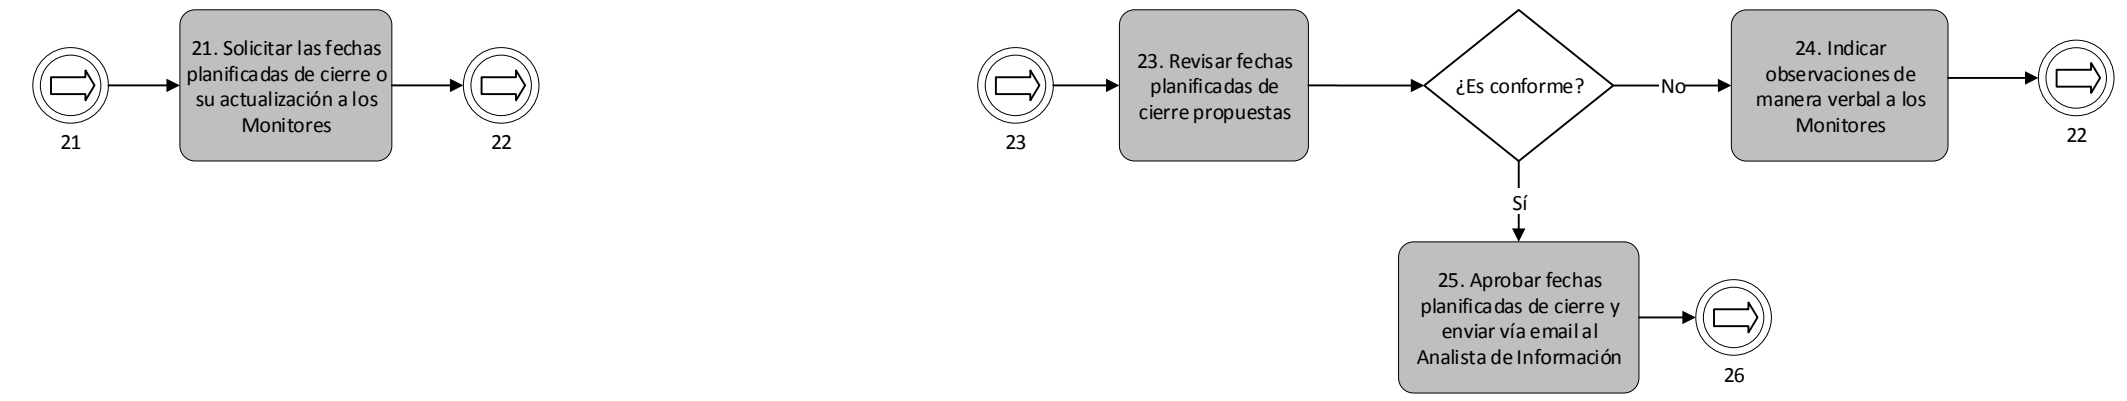 21. Solicitar las fechas
planificadas de cierre o
su actualización a los
Monitores
21
22
23. Revisar fechas
planificadas de
cierre propuestas
23
¿Es conforme?
No
24. Indicar
observaciones de
manera verbal a los
Monitores
22
Sí
25. Aprobar fechas
planificadas de cierre y
enviar vía email al
Analista de Información
26